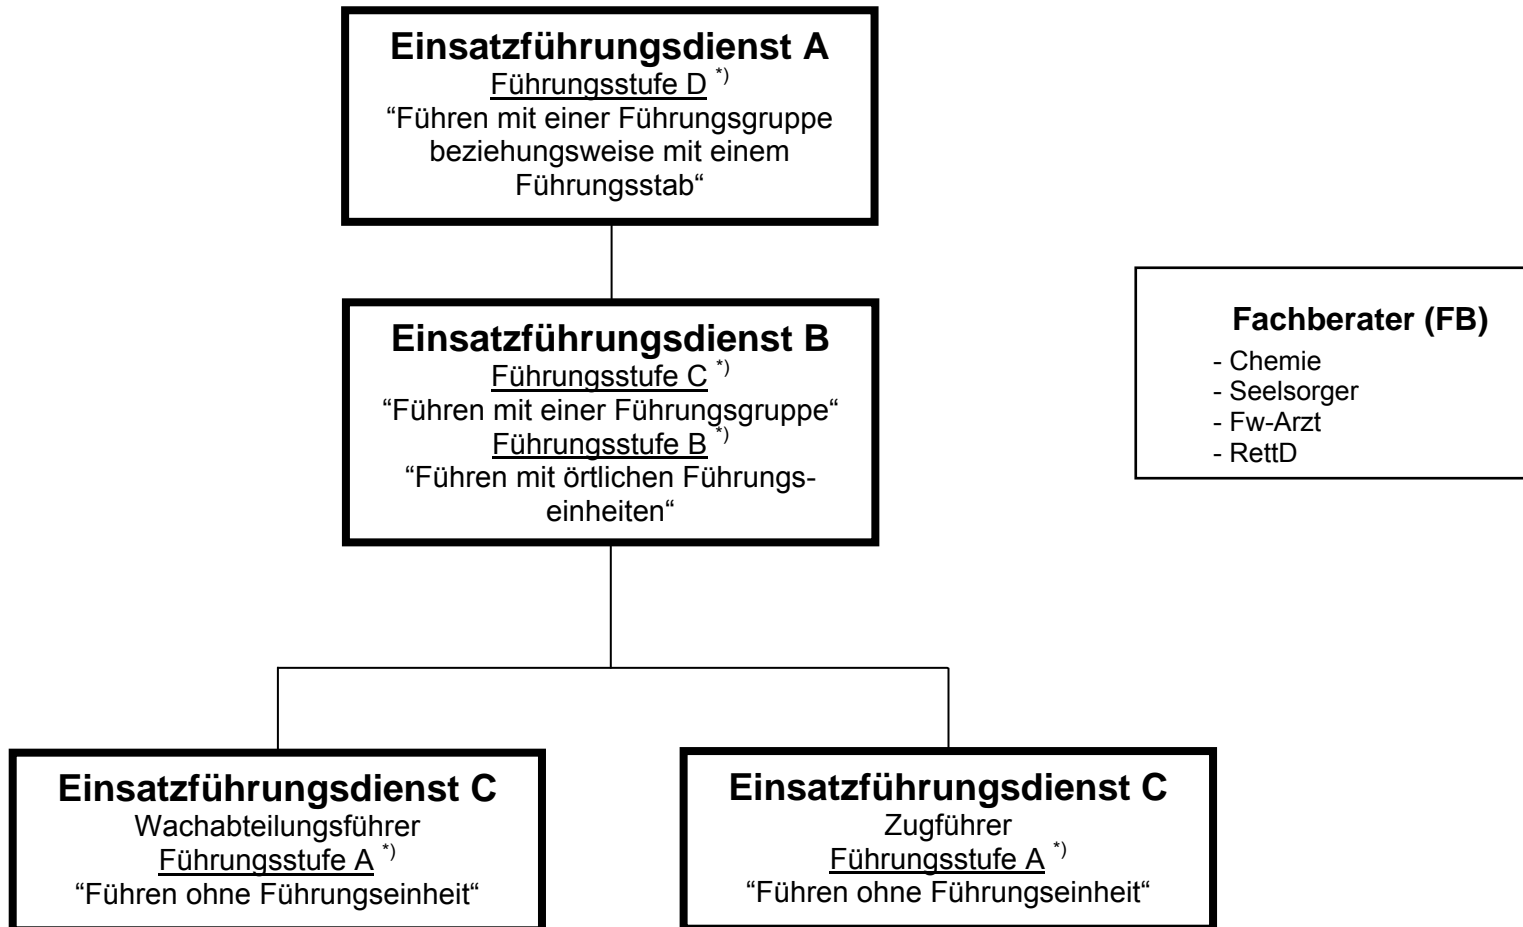 Einsatzführungsdienst A
Führungsstufe D *)
“Führen mit einer Führungsgruppe
beziehungsweise mit einem
Führungsstab“
Einsatzführungsdienst B
Führungsstufe C *)
“Führen mit einer Führungsgruppe“
Führungsstufe B *)
“Führen mit örtlichen Führungs-
einheiten“
Fachberater (FB)
- Chemie
- Seelsorger
- Fw-Arzt
- RettD
Einsatzführungsdienst C
Wachabteilungsführer
Führungsstufe A *)
“Führen ohne Führungseinheit“
Einsatzführungsdienst C
Zugführer
Führungsstufe A *)
“Führen ohne Führungseinheit“